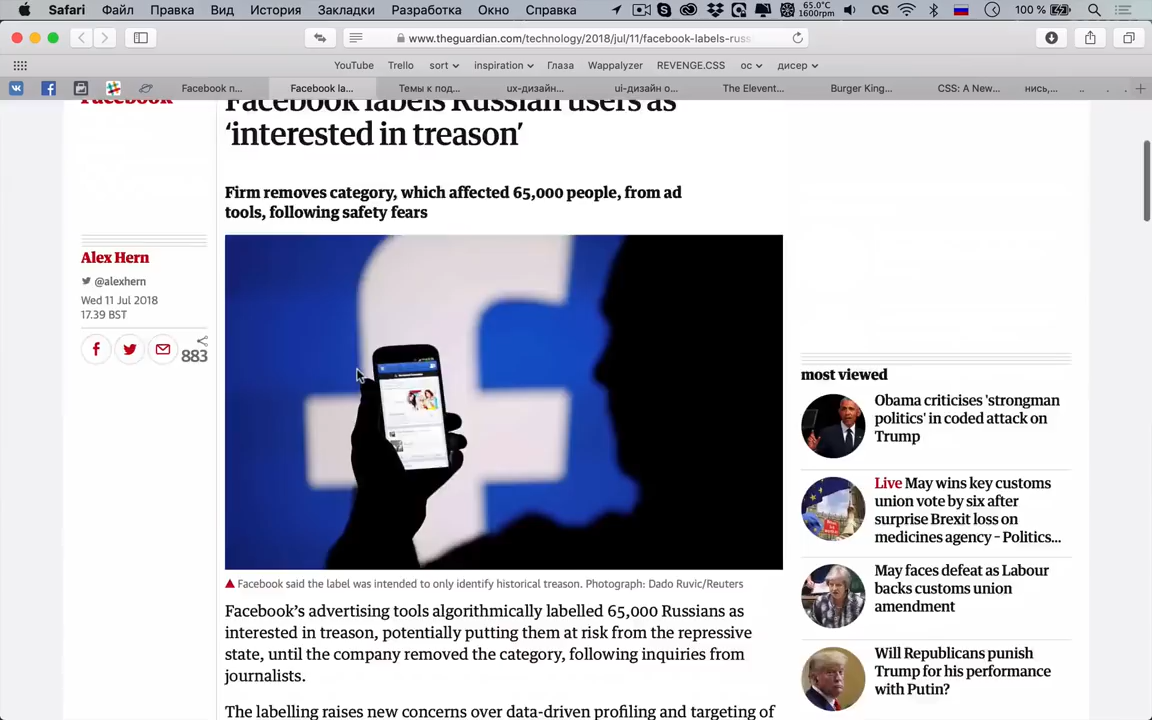 Safari Файл Правка Вид История Закладки Разработка Окно Справка 65.0°C 1600rpm 100 %
www.theguardian.com/technology/2018/jul/11/facebook-labels-russ
YouTube Trello sort inspiration Глаза Wappalyzer REVENGE.CSS ос дисер
Facebook п... Facebook la... Темы к под... ux-дизайн... ui-дизайн о... The Elevent... Burger King... CSS: A New... нись,...
Facebook
Facebook labels Russian users as
‘interested in treason’
Firm removes category, which affected 65,000 people, from ad
tools, following safety fears
Alex Hern
@alexhern
Wed 11 Jul 2018
17.39 BST
883
Facebook said the label was intended to only identify historical treason. Photograph: Dado Ruvic/Reuters
Facebook’s advertising tools algorithmically labelled 65,000 Russians as
interested in treason, potentially putting them at risk from the repressive
state, until the company removed the category, following inquiries from
journalists.
The labelling raises new concerns over data-driven profiling and targeting of
most viewed
Obama criticises 'strongman
politics' in coded attack on
Trump
Live May wins key customs
union vote by six after
surprise Brexit loss on
medicines agency – Politics...
May faces defeat as Labour
backs customs union
amendment
Will Republicans punish
Trump for his performance
with Putin?